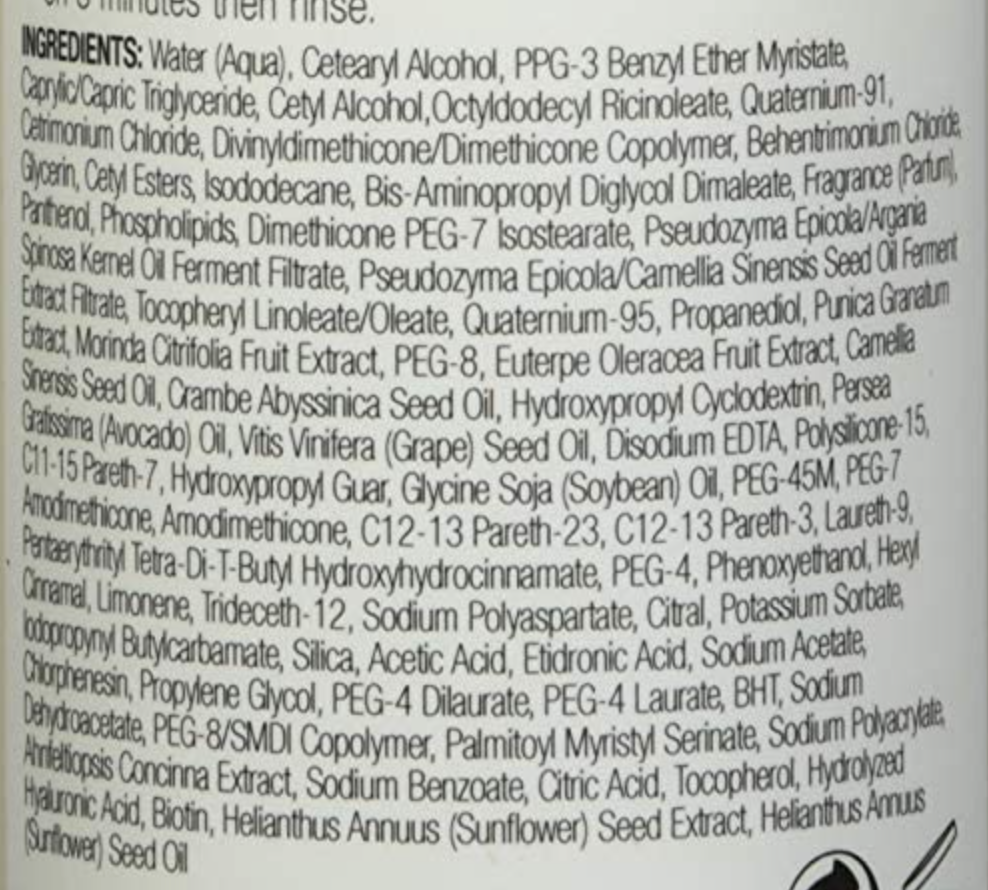 on 3 minutes then rinse.
INGREDIENTS: Water (Aqua), Cetearyl Alcohol, PPG-3 Benzyl Ether Myristate,
Caprylic/Capric Triglyceride, Cetyl Alcohol,Octyldodecyl Ricinoleate, Quaternium-91,
Cetrimonium Chloride, Divinyldimethicone/Dimethicone Copolymer, Behentrimonium Chloride,
Glycerin, Cetyl Esters, Isododecane, Bis-Aminopropyl Diglycol Dimaleate, Fragrance (Parfum),
Panthenol, Phospholipids, Dimethicone PEG-7 Isostearate, Pseudozyma Epicola/Argania
Spinosa Kernel Oil Ferment Filtrate, Pseudozyma Epicola/Camellia Sinensis Seed Oil Ferment
Extract Filtrate, Tocopheryl Linoleate/Oleate, Quaternium-95, Propanediol, Punica Granatum
Extract, Morinda Citrifolia Fruit Extract, PEG-8, Euterpe Oleracea Fruit Extract, Camellia
Sinensis Seed Oil, Crambe Abyssinica Seed Oil, Hydroxypropyl Cyclodextrin, Persea
Gratissima (Avocado) Oil, Vitis Vinifera (Grape) Seed Oil, Disodium EDTA, Polysilicone-15,
C11-15 Pareth-7, Hydroxypropyl Guar, Glycine Soja (Soybean) Oil, PEG-45M, PEG-7
Amodimethicone, Amodimethicone, C12-13 Pareth-23, C12-13 Pareth-3, Laureth-9,
Pentaerythrityl Tetra-Di-T-Butyl Hydroxyhydrocinnamate, PEG-4, Phenoxyethanol, Hexyl
Cinnamal, Limonene, Trideceth-12, Sodium Polyaspartate, Citral, Potassium Sorbate,
Iodopropynyl Butylcarbamate, Silica, Acetic Acid, Etidronic Acid, Sodium Acetate,
Chlorphenesin, Propylene Glycol, PEG-4 Dilaurate, PEG-4 Laurate, BHT, Sodium
Dehydroacetate, PEG-8/SMDI Copolymer, Palmitoyl Myristyl Serinate, Sodium Polyacrylate,
Ahnfeltiopsis Concinna Extract, Sodium Benzoate, Citric Acid, Tocopherol, Hydrolyzed
Hyaluronic Acid, Biotin, Helianthus Annuus (Sunflower) Seed Extract, Helianthus Annuus
(Sunflower) Seed Oil